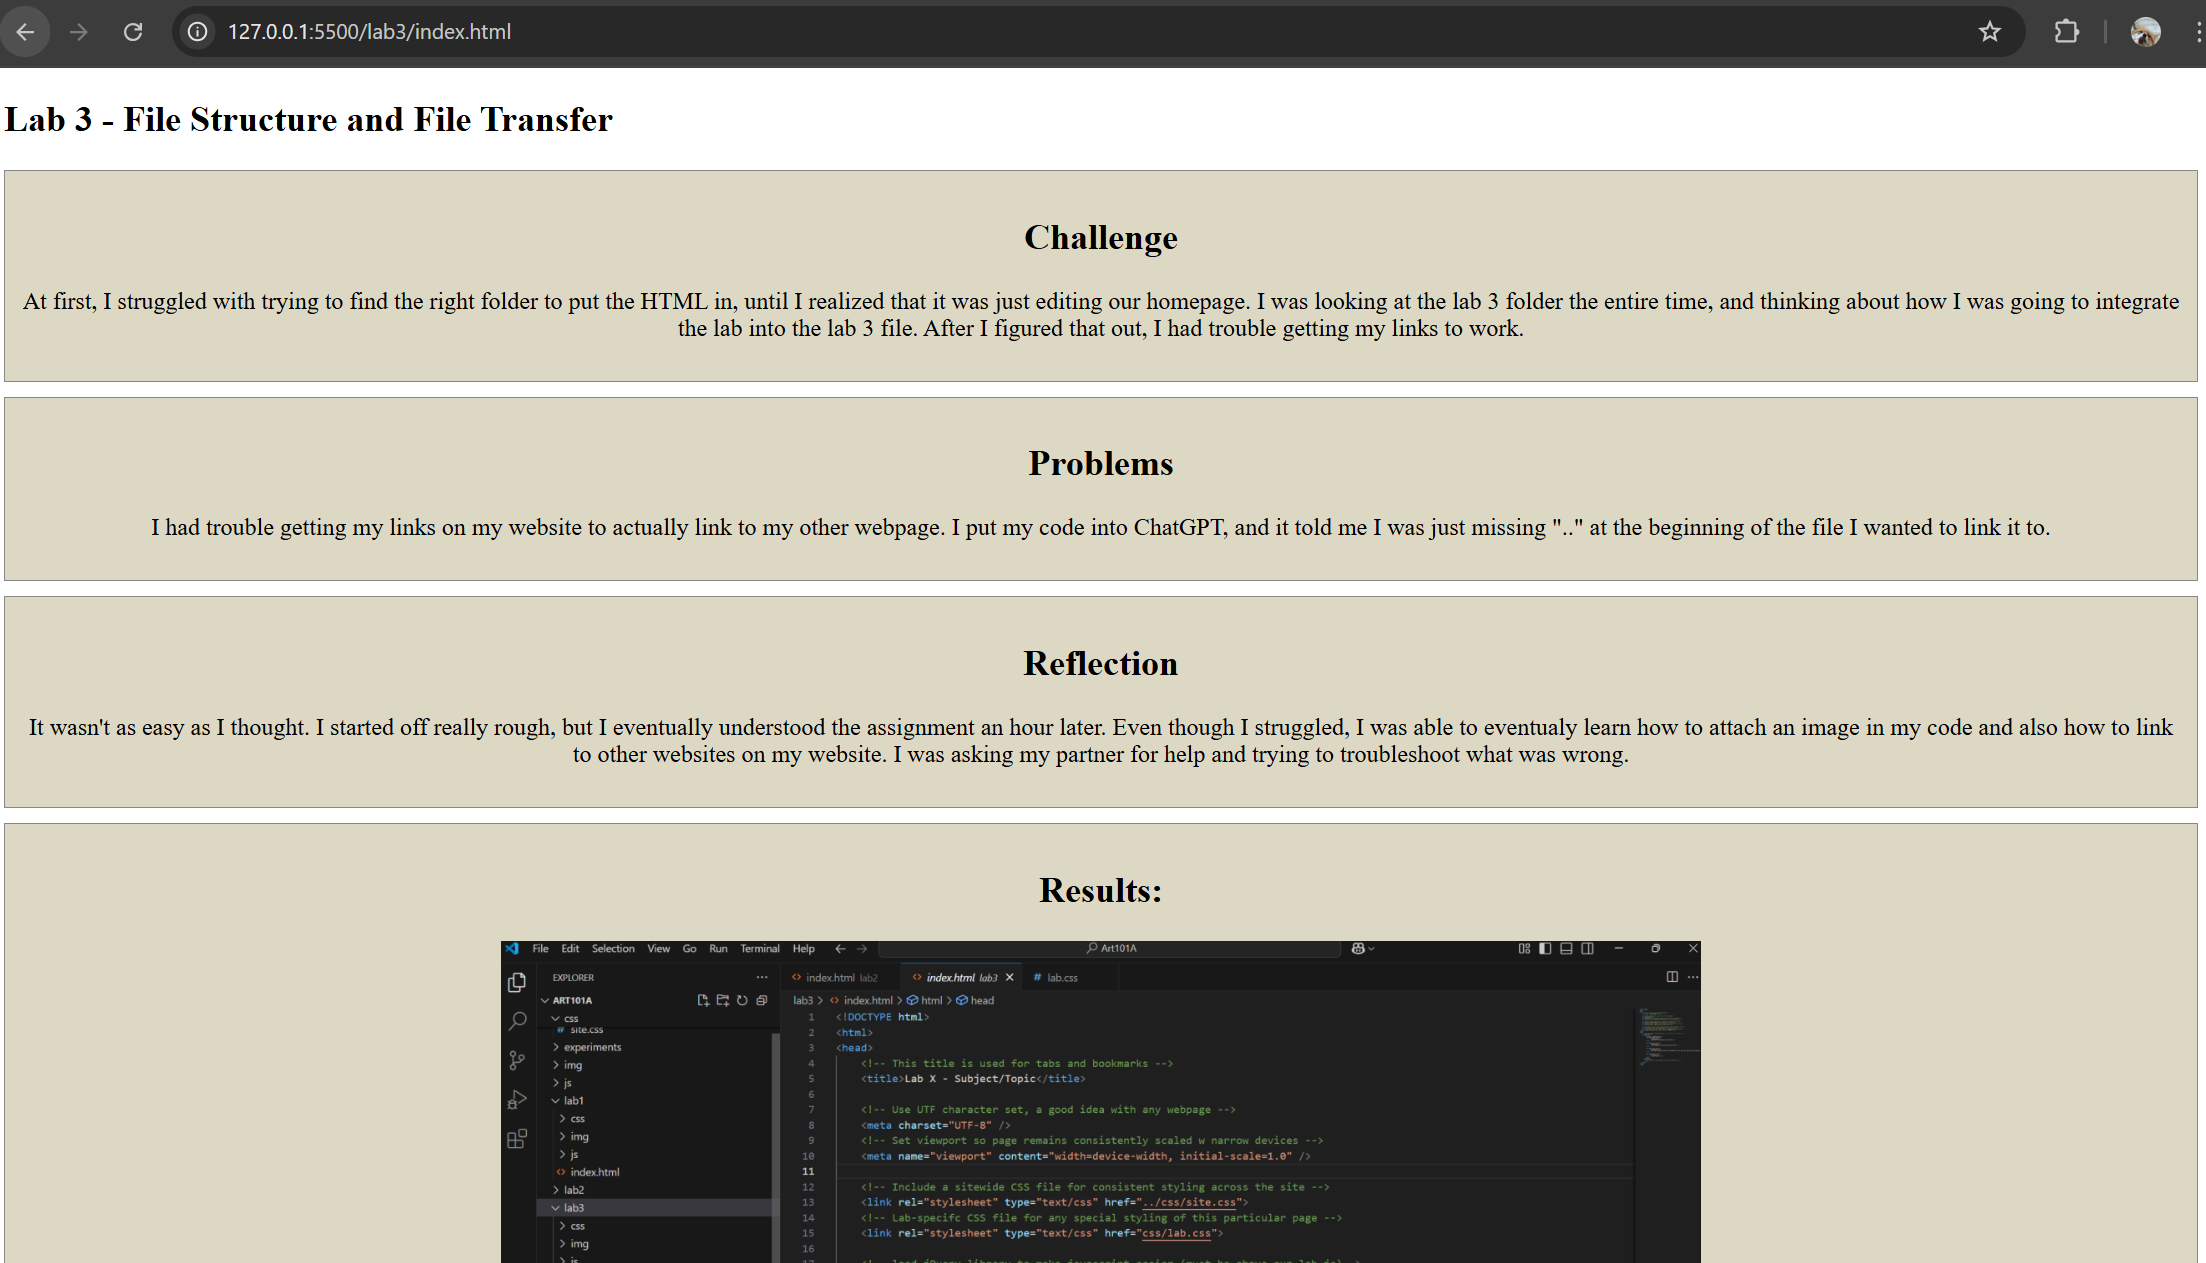 127.0.0.1:5500/lab3/index.html
Lab 3 - File Structure and File Transfer
Challenge
At first, I struggled with trying to find the right folder to put the HTML in, until I realized that it was just editing our homepage. I was looking at the lab 3 folder the entire time, and thinking about how I was going to integrate
the lab into the lab 3 file. After I figured that out, I had trouble getting my links to work.
Problems
I had trouble getting my links on my website to actually link to my other webpage. I put my code into ChatGPT, and it told me I was just missing ".." at the beginning of the file I wanted to link it to.
Reflection
It wasn't as easy as I thought. I started off really rough, but I eventually understood the assignment an hour later. Even though I struggled, I was able to eventualy learn how to attach an image in my code and also how to link
to other websites on my website. I was asking my partner for help and trying to troubleshoot what was wrong.
Results:
File Edit Selection View Go Run Terminal Help Art101A
EXPLORER
ART101A
css
# site.css
experiments
img
js
lab1
css
img
js
index.html
lab2
lab3
css
img
js
index.html lab2 index.html lab3 # lab.css
lab3 > index.html > html > head
1 <!DOCTYPE html>
2 <html>
3 <head>
4 <!-- This title is used for tabs and bookmarks -->
5 <title>Lab X - Subject/Topic</title>
6
7 <!-- Use UTF character set, a good idea with any webpage -->
8 <meta charset="UTF-8" />
9 <!-- Set viewport so page remains consistently scaled w narrow devices -->
10 <meta name="viewport" content="width=device-width, initial-scale=1.0" />
11
12 <!-- Include a sitewide CSS file for consistent styling across the site -->
13 <link rel="stylesheet" type="text/css" href="../css/site.css">
14 <!-- Lab-specifc CSS file for any special styling of this particular page -->
15 <link rel="stylesheet" type="text/css" href="css/lab.css">
16